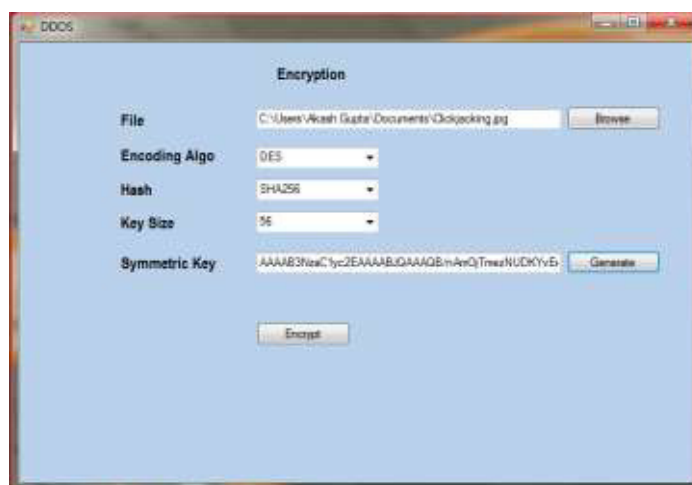 DDOS
Encryption
File C:\Users\Akash Gupta\Documents\Clickjacking.jpg Browse
Encoding Algo DES
Hash SHA256
Key Size 56
Symmetric Key Generate
Encrypt